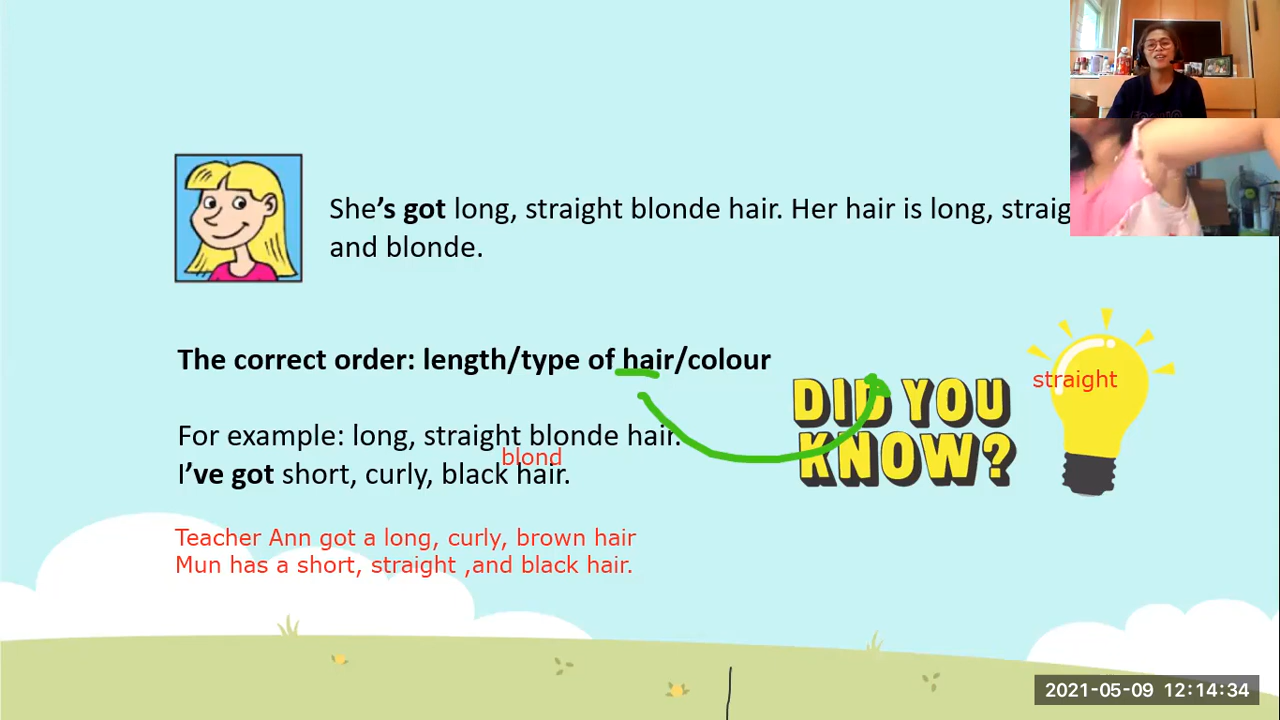 She's got long, straight blonde hair. Her hair is long, straig
and blonde.
The correct order: length/type of hair/colour
DID YOU
KNOW?
straight
For example: long, straight blonde hair.
blond
I've got short, curly, black hair.
Teacher Ann got a long, curly, brown hair
Mun has a short, straight ,and black hair.
2021-05-09 12:14:34